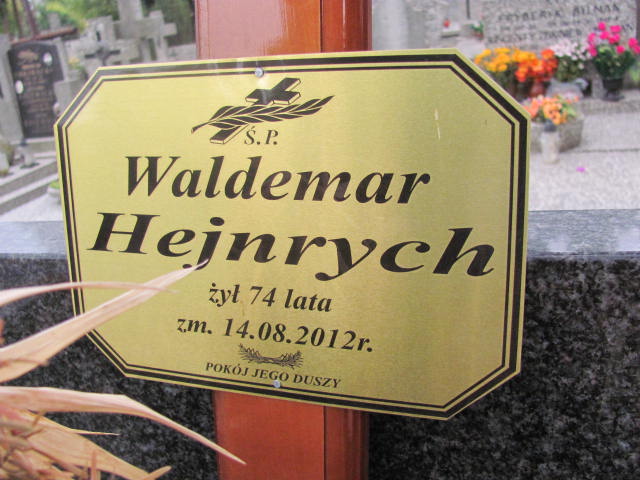 Ś.P.
Waldemar
Hejnrych
żył 74 lata
zm. 14.08.2012r.
POKÓJ JEGO DUSZY